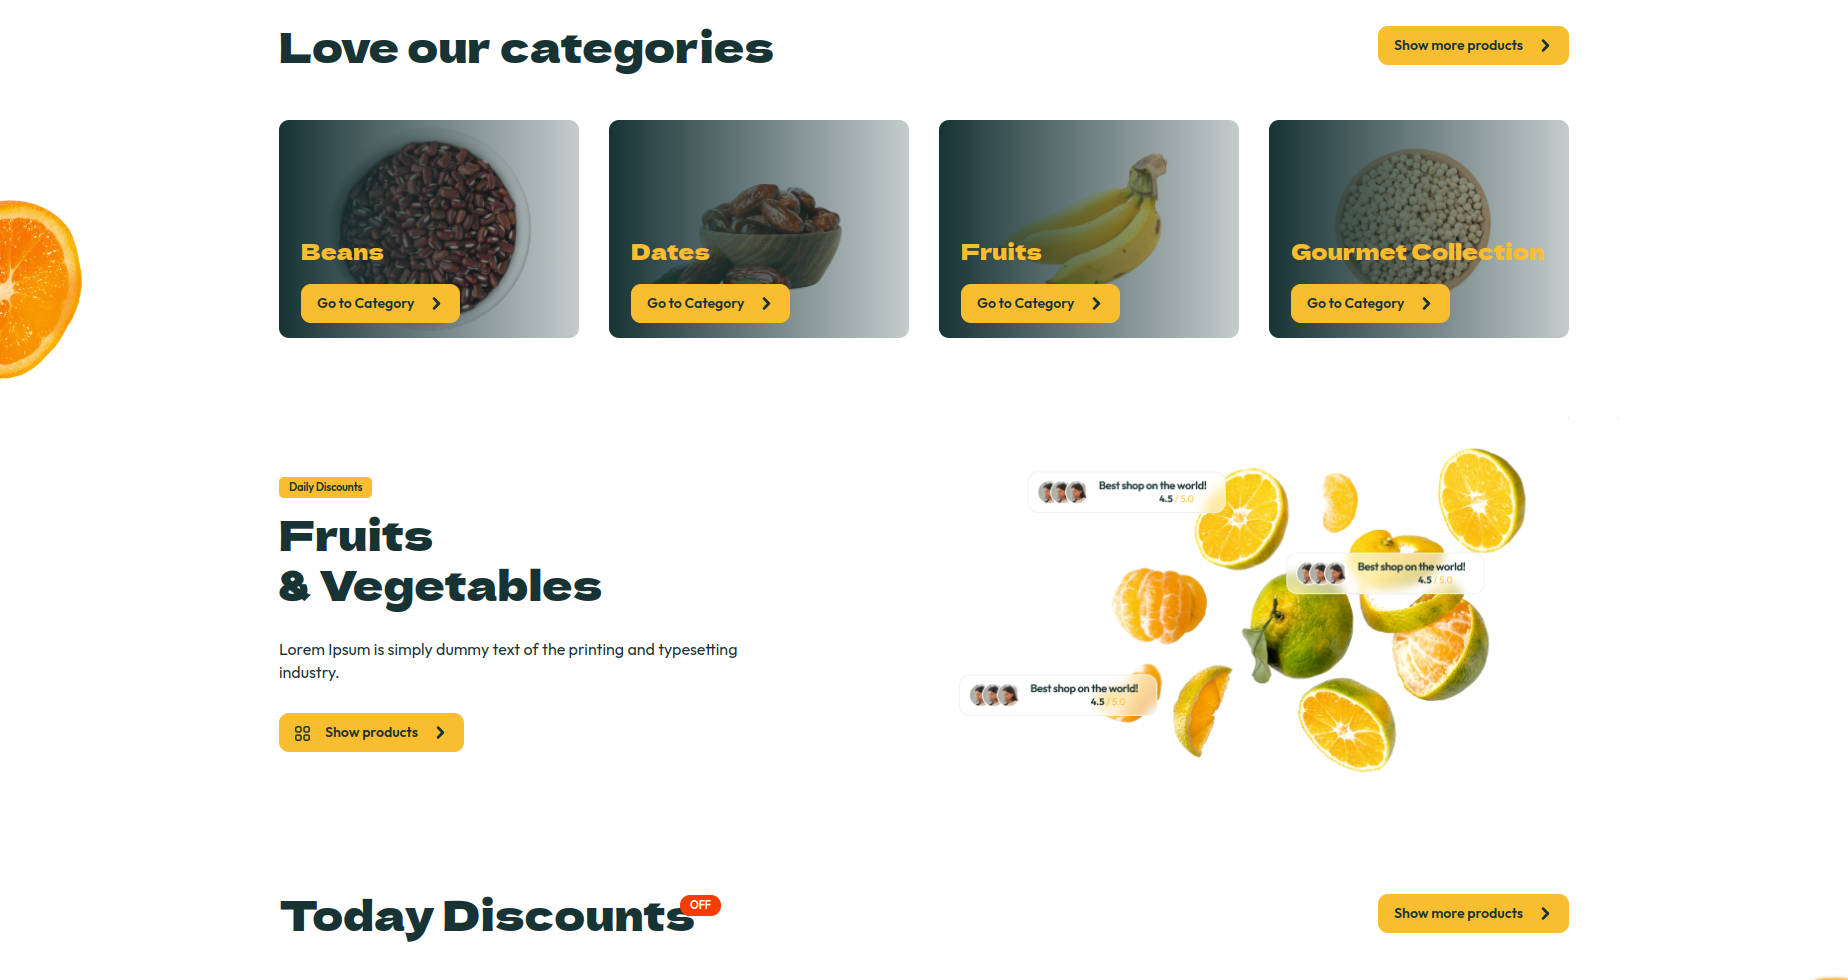 Love our categories
Show more products
Beans
Go to Category
Dates
Go to Category
Fruits
Go to Category
Gourmet Collection
Go to Category
Daily Discounts
Fruits
& Vegetables
Lorem Ipsum is simply dummy text of the printing and typesetting
industry.
Show products
Best shop on the world!
4.5 / 5.0
Best shop on the world!
4.5 / 5.0
Best shop on the world!
4.5 / 5.0
Today Discounts
OFF
Show more products